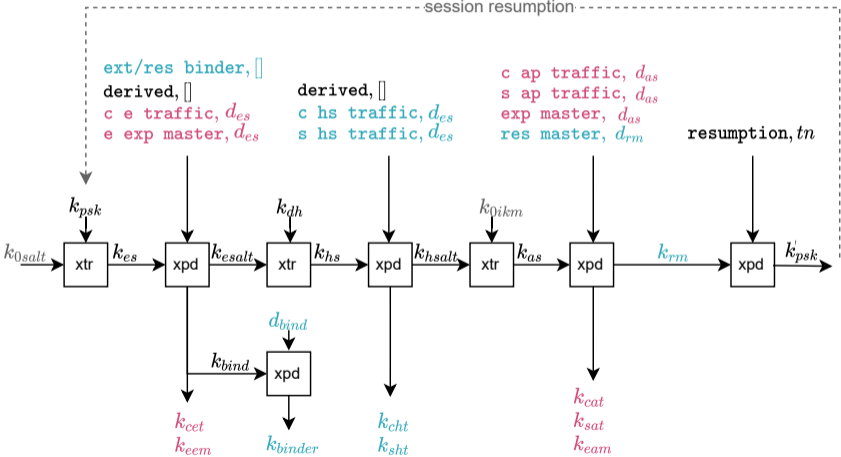 session resumption
ext/res binder, []
derived, []
c e traffic, d_es
e exp master, d_es
derived, []
c hs traffic, d_es
s hs traffic, d_es
c ap traffic, d_as
s ap traffic, d_as
exp master, d_as
res master, d_rm
resumption, tn
k_psk
k_dh
k_0ikm
k_0salt
xtr
k_es
xpd
k_esalt
xtr
k_hs
xpd
k_hsalt
xtr
k_as
xpd
k_rm
xpd
k'_psk
d_bind
k_bind
xpd
k_cet
k_eem
k_binder
k_cht
k_sht
k_cat
k_sat
k_eam